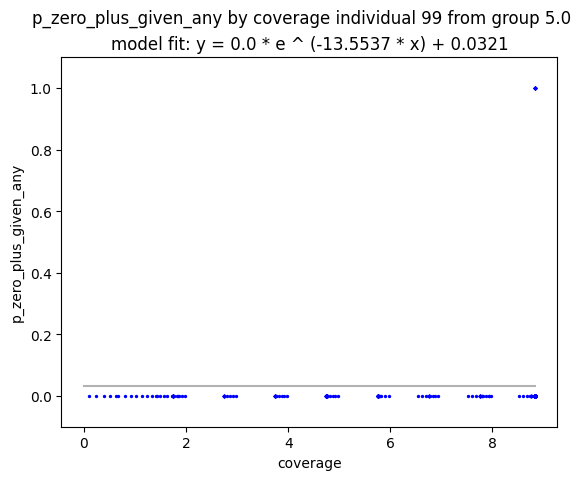 p_zero_plus_given_any by coverage individual 99 from group 5.0
model fit: y = 0.0 * e ^ (-13.5537 * x) + 0.0321
1.0
0.8
0.6
0.4
0.2
0.0
p_zero_plus_given_any
0 2 4 6 8
coverage